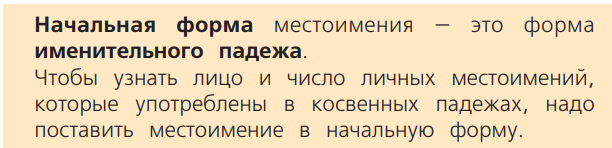 Начальная форма местоимения — это форма
именительного падежа.
Чтобы узнать лицо и число личных местоимений,
которые употреблены в косвенных падежах, надо
поставить местоимение в начальную форму.